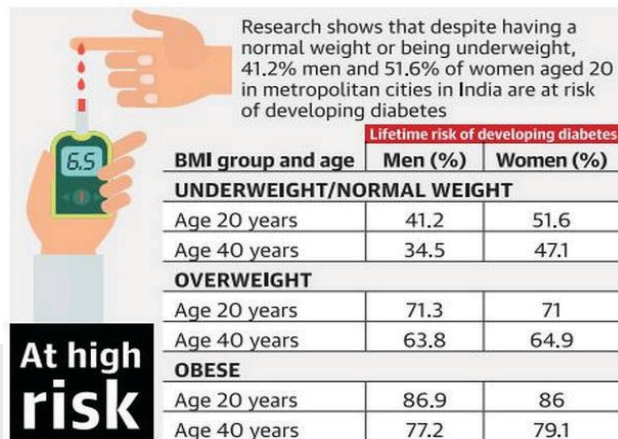 Research shows that despite having a
normal weight or being underweight,
41.2% men and 51.6% of women aged 20
in metropolitan cities in India are at risk
of developing diabetes
Lifetime risk of developing diabetes
BMI group and age Men (%) Women (%)
UNDERWEIGHT/NORMAL WEIGHT
Age 20 years 41.2 51.6
Age 40 years 34.5 47.1
OVERWEIGHT
Age 20 years 71.3 71
Age 40 years 63.8 64.9
OBESE
Age 20 years 86.9 86
Age 40 years 77.2 79.1
6.5
At high
risk